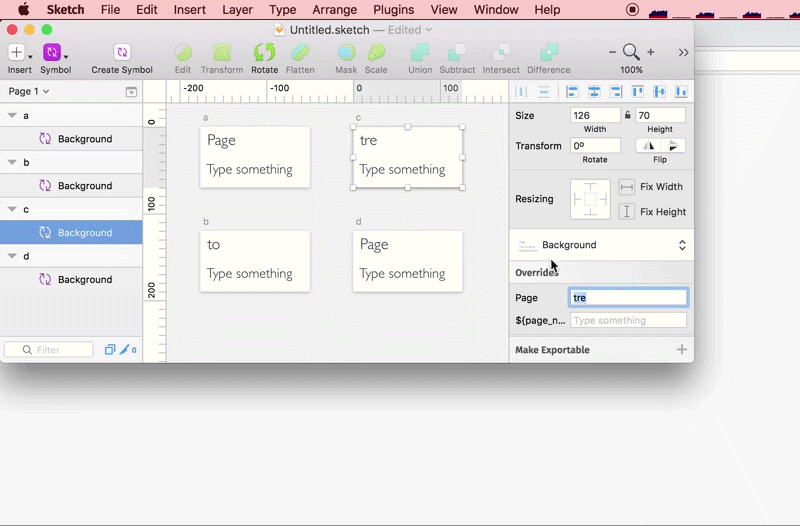 Sketch File Edit Insert Layer Type Arrange Plugins View Window Help
Untitled.sketch — Edited
Insert Symbol Create Symbol Edit Transform Rotate Flatten Mask Scale Union Subtract Intersect Difference 100%
Page 1
-200 -100 0 100
a
Background
b
Background
c
Background
d
Background
Filter
0
0
100
200
a
Page
Type something
c
tre
Type something
b
to
Type something
d
Page
Type something
Size 126 70
Width Height
Transform 0º
Rotate Flip
Resizing
Fix Width
Fix Height
Background
Overrides
Page tre
${page_n... Type something
Make Exportable